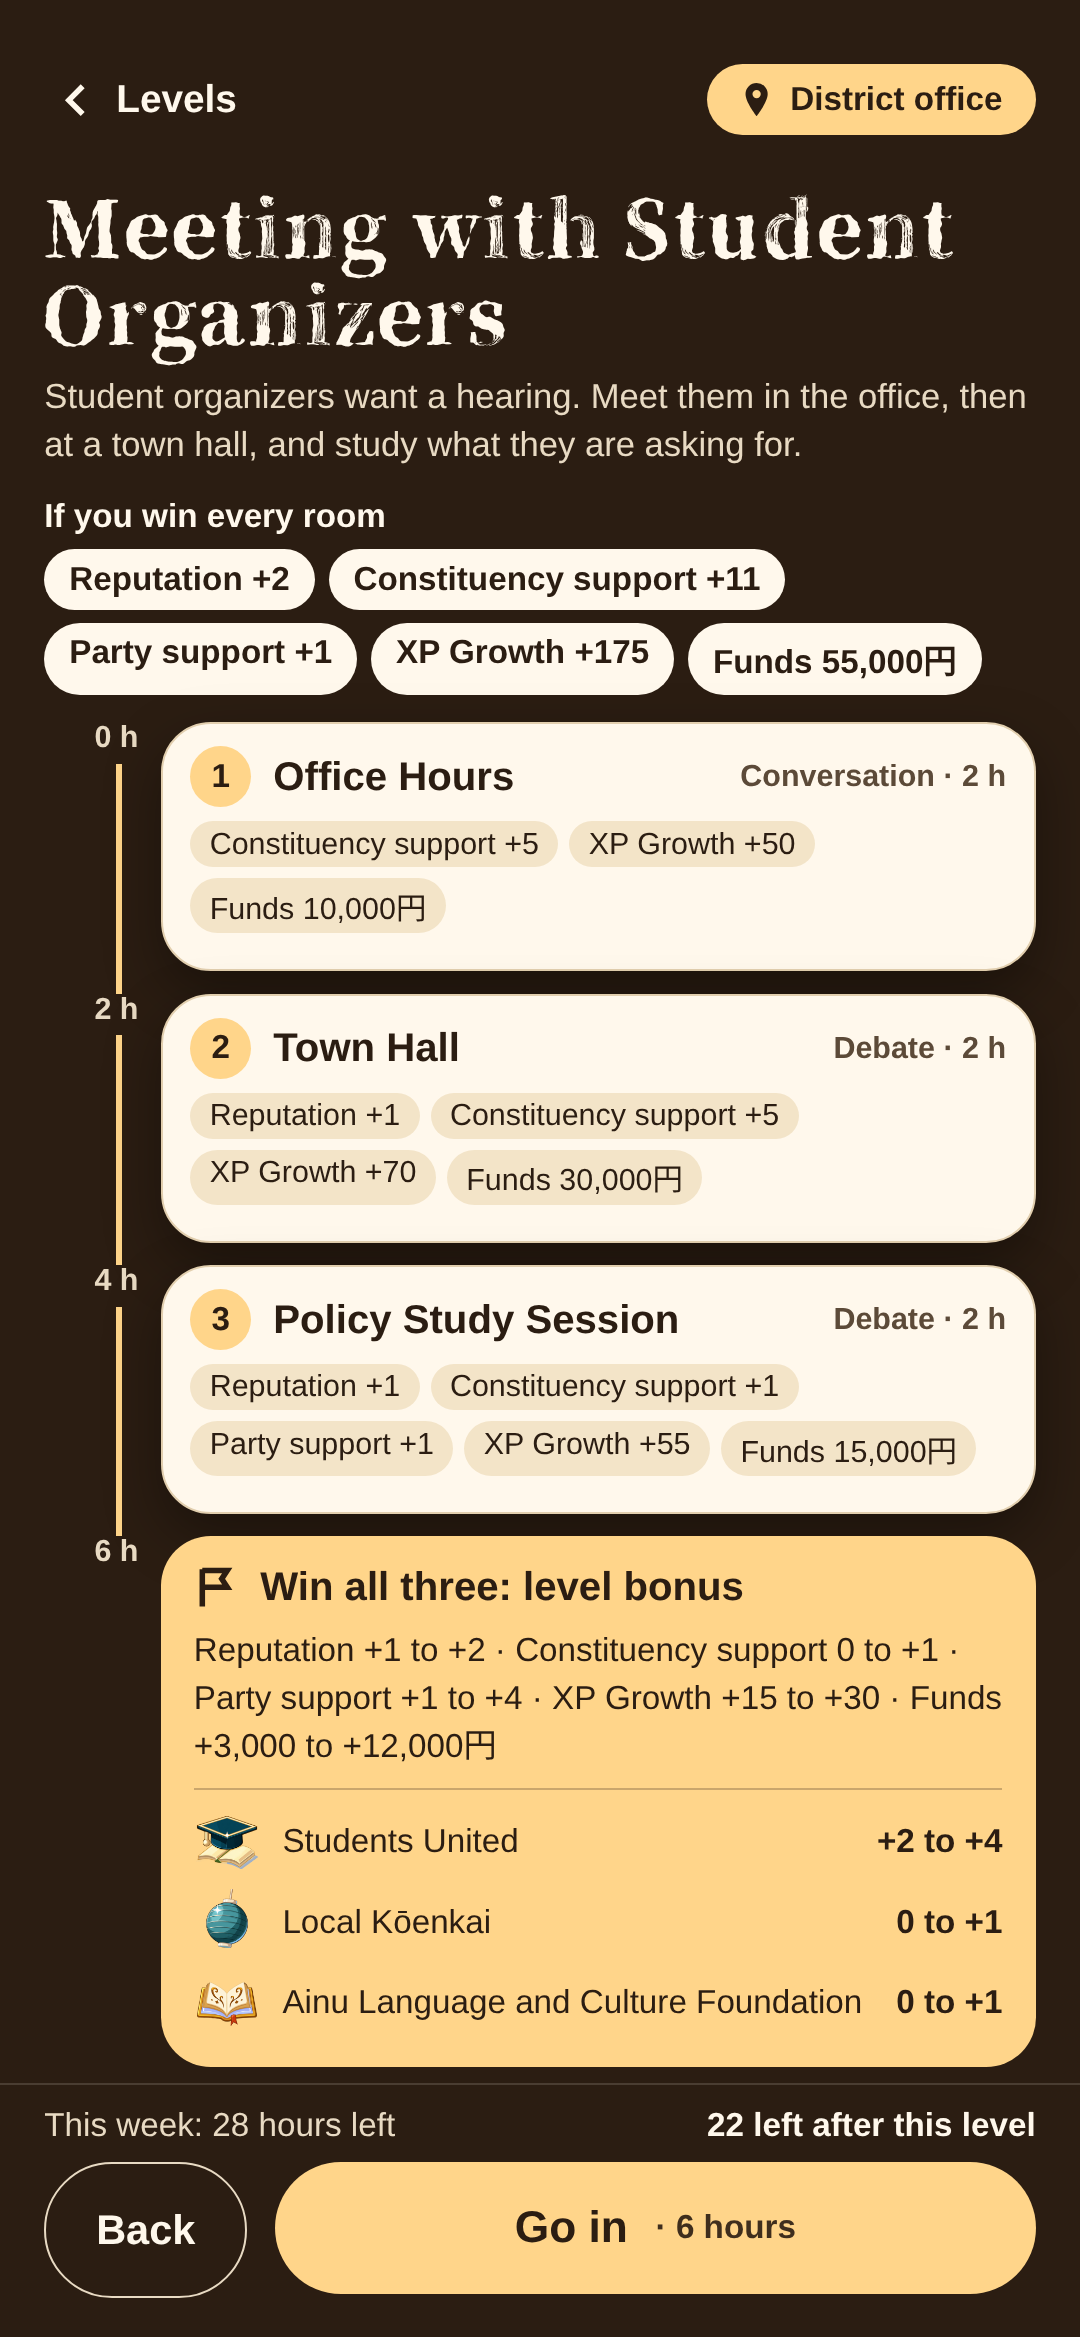 Levels
District office
Meeting with Student
Organizers
Student organizers want a hearing. Meet them in the office, then
at a town hall, and study what they are asking for.
If you win every room
Reputation +2
Constituency support +11
Party support +1
XP Growth +175
Funds 55,000円
0 h
1
Office Hours
Conversation · 2 h
Constituency support +5
XP Growth +50
Funds 10,000円
2 h
2
Town Hall
Debate · 2 h
Reputation +1
Constituency support +5
XP Growth +70
Funds 30,000円
4 h
3
Policy Study Session
Debate · 2 h
Reputation +1
Constituency support +1
Party support +1
XP Growth +55
Funds 15,000円
6 h
Win all three: level bonus
Reputation +1 to +2 · Constituency support 0 to +1 ·
Party support +1 to +4 · XP Growth +15 to +30 · Funds
+3,000 to +12,000円
Students United
+2 to +4
Local Kōenkai
0 to +1
Ainu Language and Culture Foundation
0 to +1
This week: 28 hours left
22 left after this level
Back
Go in · 6 hours